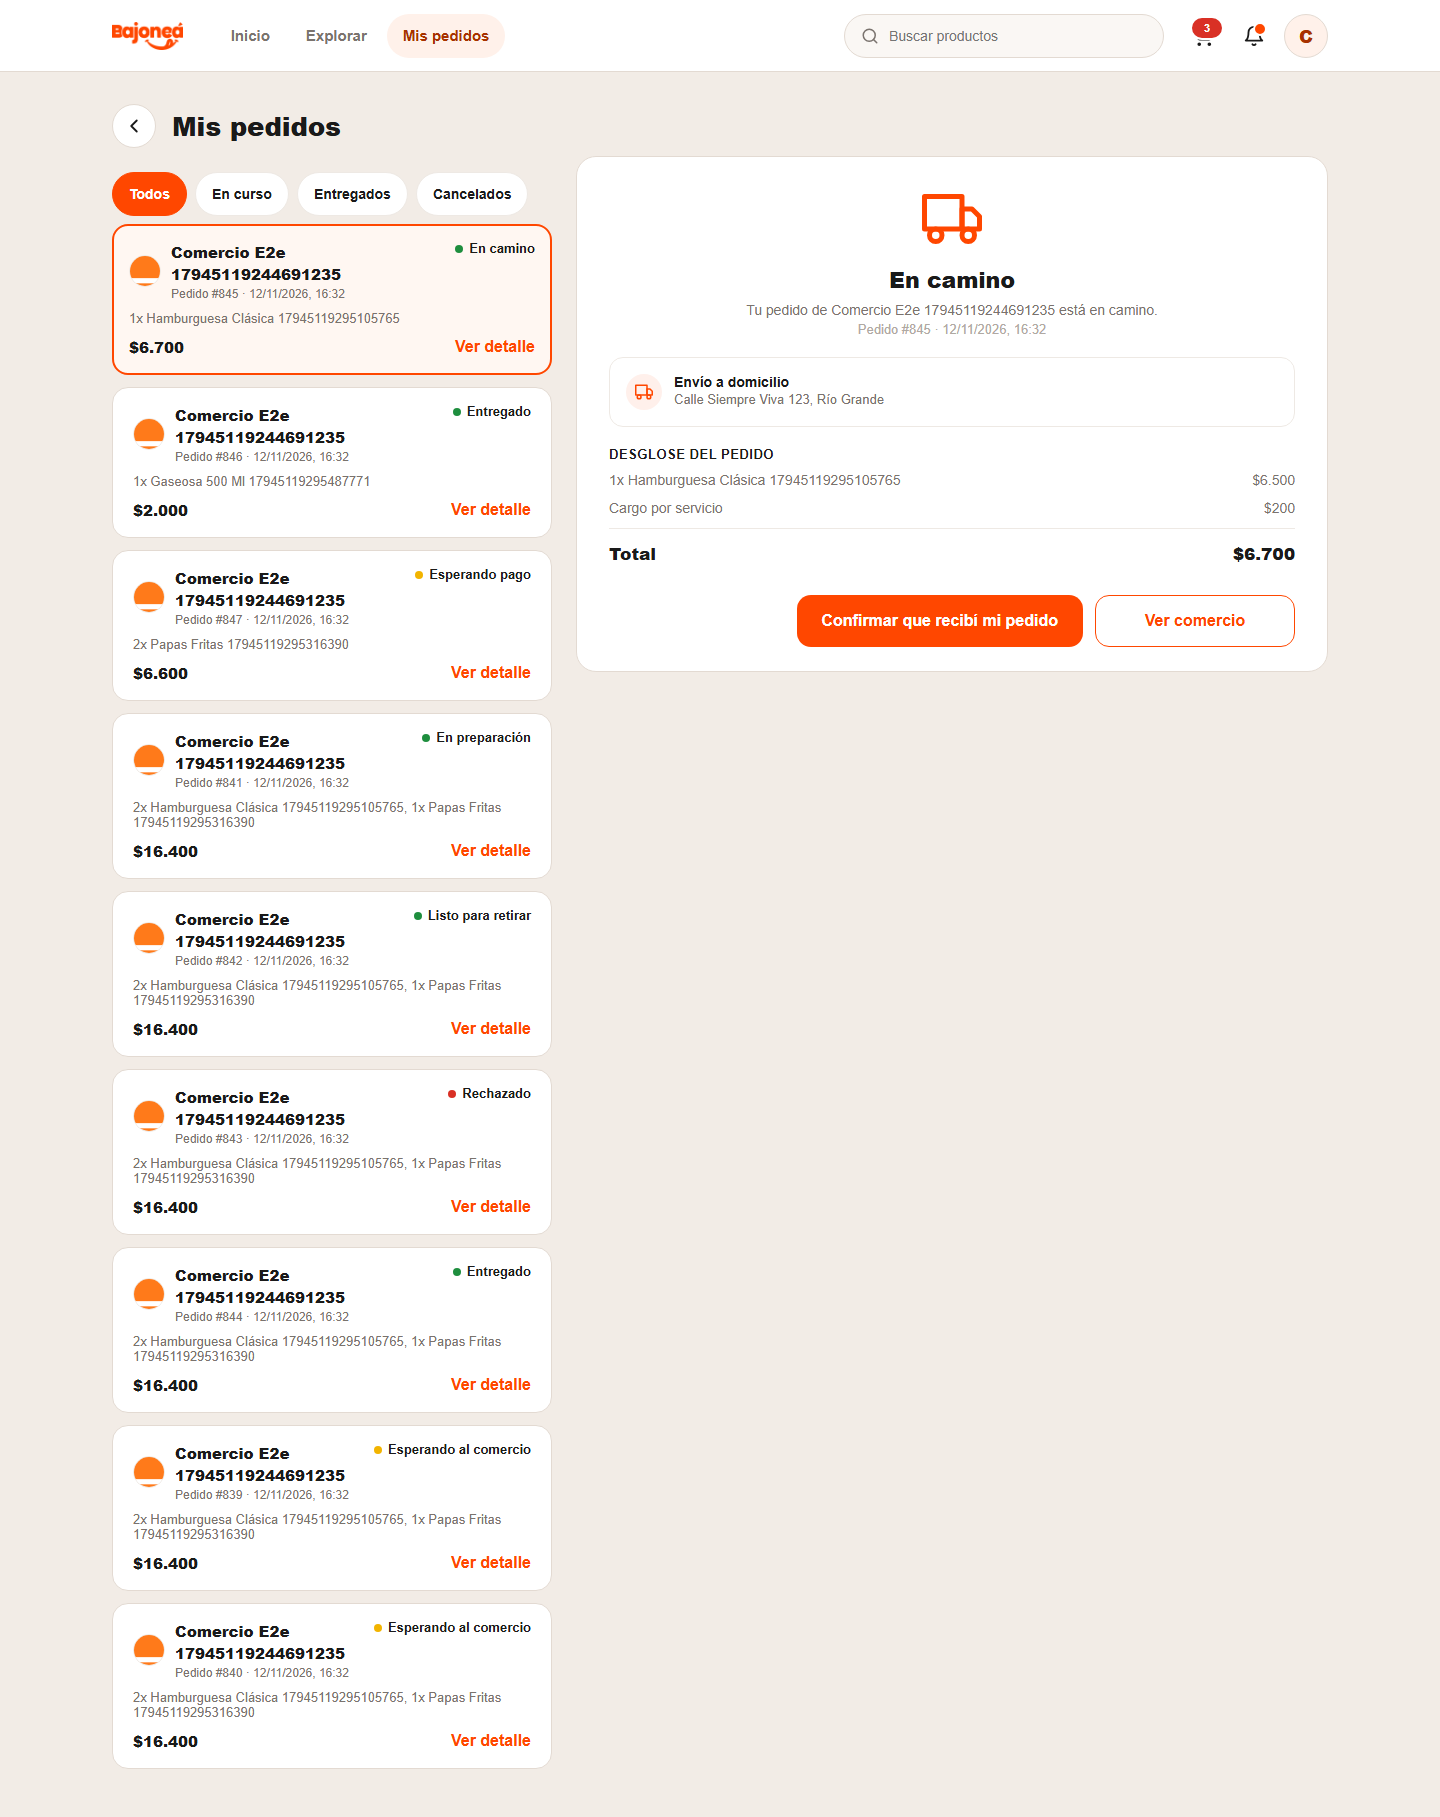 Bajoneá
Inicio
Explorar
Mis pedidos
Buscar productos
3
C
Mis pedidos
Todos
En curso
Entregados
Cancelados
Comercio E2e
17945119244691235
En camino
Pedido #845 · 12/11/2026, 16:32
1x Hamburguesa Clásica 17945119295105765
$6.700
Ver detalle
Comercio E2e
17945119244691235
Entregado
Pedido #846 · 12/11/2026, 16:32
1x Gaseosa 500 Ml 17945119295487771
$2.000
Ver detalle
Comercio E2e
17945119244691235
Esperando pago
Pedido #847 · 12/11/2026, 16:32
2x Papas Fritas 17945119295316390
$6.600
Ver detalle
Comercio E2e
17945119244691235
En preparación
Pedido #841 · 12/11/2026, 16:32
2x Hamburguesa Clásica 17945119295105765, 1x Papas Fritas
17945119295316390
$16.400
Ver detalle
Comercio E2e
17945119244691235
Listo para retirar
Pedido #842 · 12/11/2026, 16:32
2x Hamburguesa Clásica 17945119295105765, 1x Papas Fritas
17945119295316390
$16.400
Ver detalle
Comercio E2e
17945119244691235
Rechazado
Pedido #843 · 12/11/2026, 16:32
2x Hamburguesa Clásica 17945119295105765, 1x Papas Fritas
17945119295316390
$16.400
Ver detalle
Comercio E2e
17945119244691235
Entregado
Pedido #844 · 12/11/2026, 16:32
2x Hamburguesa Clásica 17945119295105765, 1x Papas Fritas
17945119295316390
$16.400
Ver detalle
Comercio E2e
17945119244691235
Esperando al comercio
Pedido #839 · 12/11/2026, 16:32
2x Hamburguesa Clásica 17945119295105765, 1x Papas Fritas
17945119295316390
$16.400
Ver detalle
Comercio E2e
17945119244691235
Esperando al comercio
Pedido #840 · 12/11/2026, 16:32
2x Hamburguesa Clásica 17945119295105765, 1x Papas Fritas
17945119295316390
$16.400
Ver detalle
En camino
Tu pedido de Comercio E2e 17945119244691235 está en camino.
Pedido #845 · 12/11/2026, 16:32
Envío a domicilio
Calle Siempre Viva 123, Río Grande
DESGLOSE DEL PEDIDO
1x Hamburguesa Clásica 17945119295105765
$6.500
Cargo por servicio
$200
Total
$6.700
Confirmar que recibí mi pedido
Ver comercio